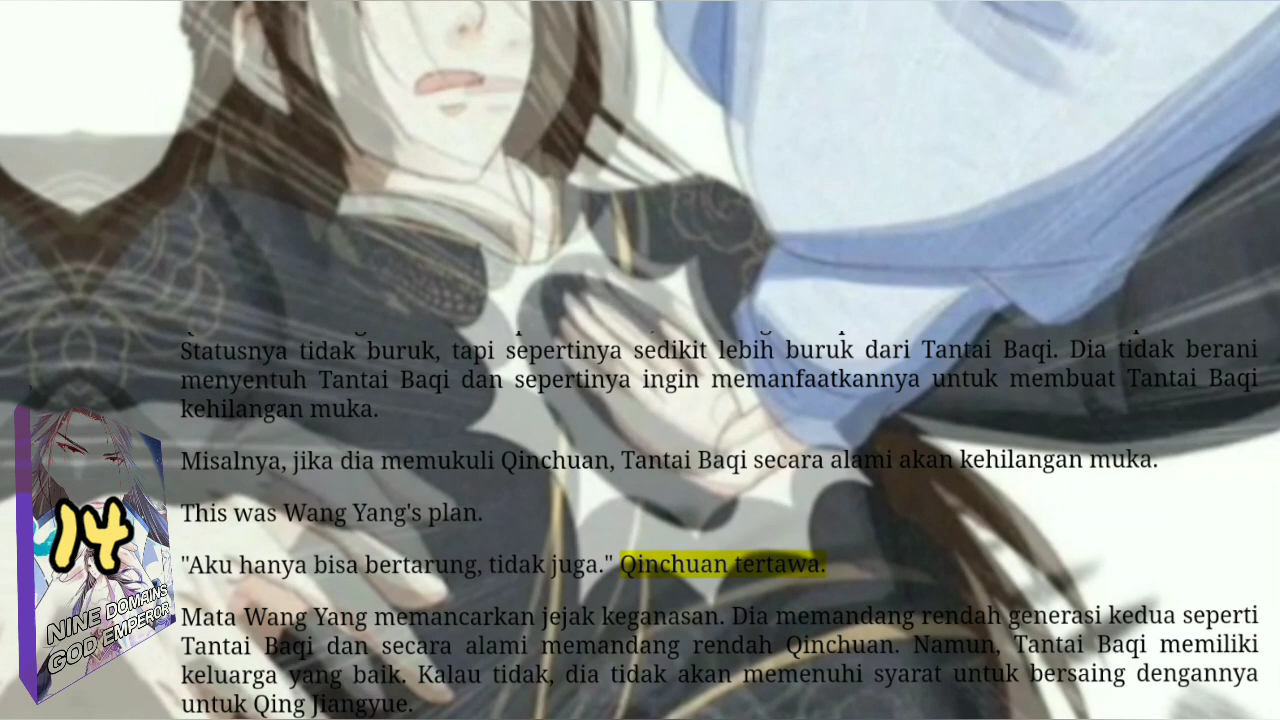 Statusnya tidak buruk, tapi sepertinya sedikit lebih buruk dari Tantai Baqi. Dia tidak berani
menyentuh Tantai Baqi dan sepertinya ingin memanfaatkannya untuk membuat Tantai Baqi
kehilangan muka.
Misalnya, jika dia memukuli Qinchuan, Tantai Baqi secara alami akan kehilangan muka.
This was Wang Yang's plan.
"Aku hanya bisa bertarung, tidak juga." Qinchuan tertawa.
Mata Wang Yang memancarkan jejak keganasan. Dia memandang rendah generasi kedua seperti
Tantai Baqi dan secara alami memandang rendah Qinchuan. Namun, Tantai Baqi memiliki
keluarga yang baik. Kalau tidak, dia tidak akan memenuhi syarat untuk bersaing dengannya
untuk Qing Jiangyue.
14
NINE DOMAINS
GOD EMPEROR